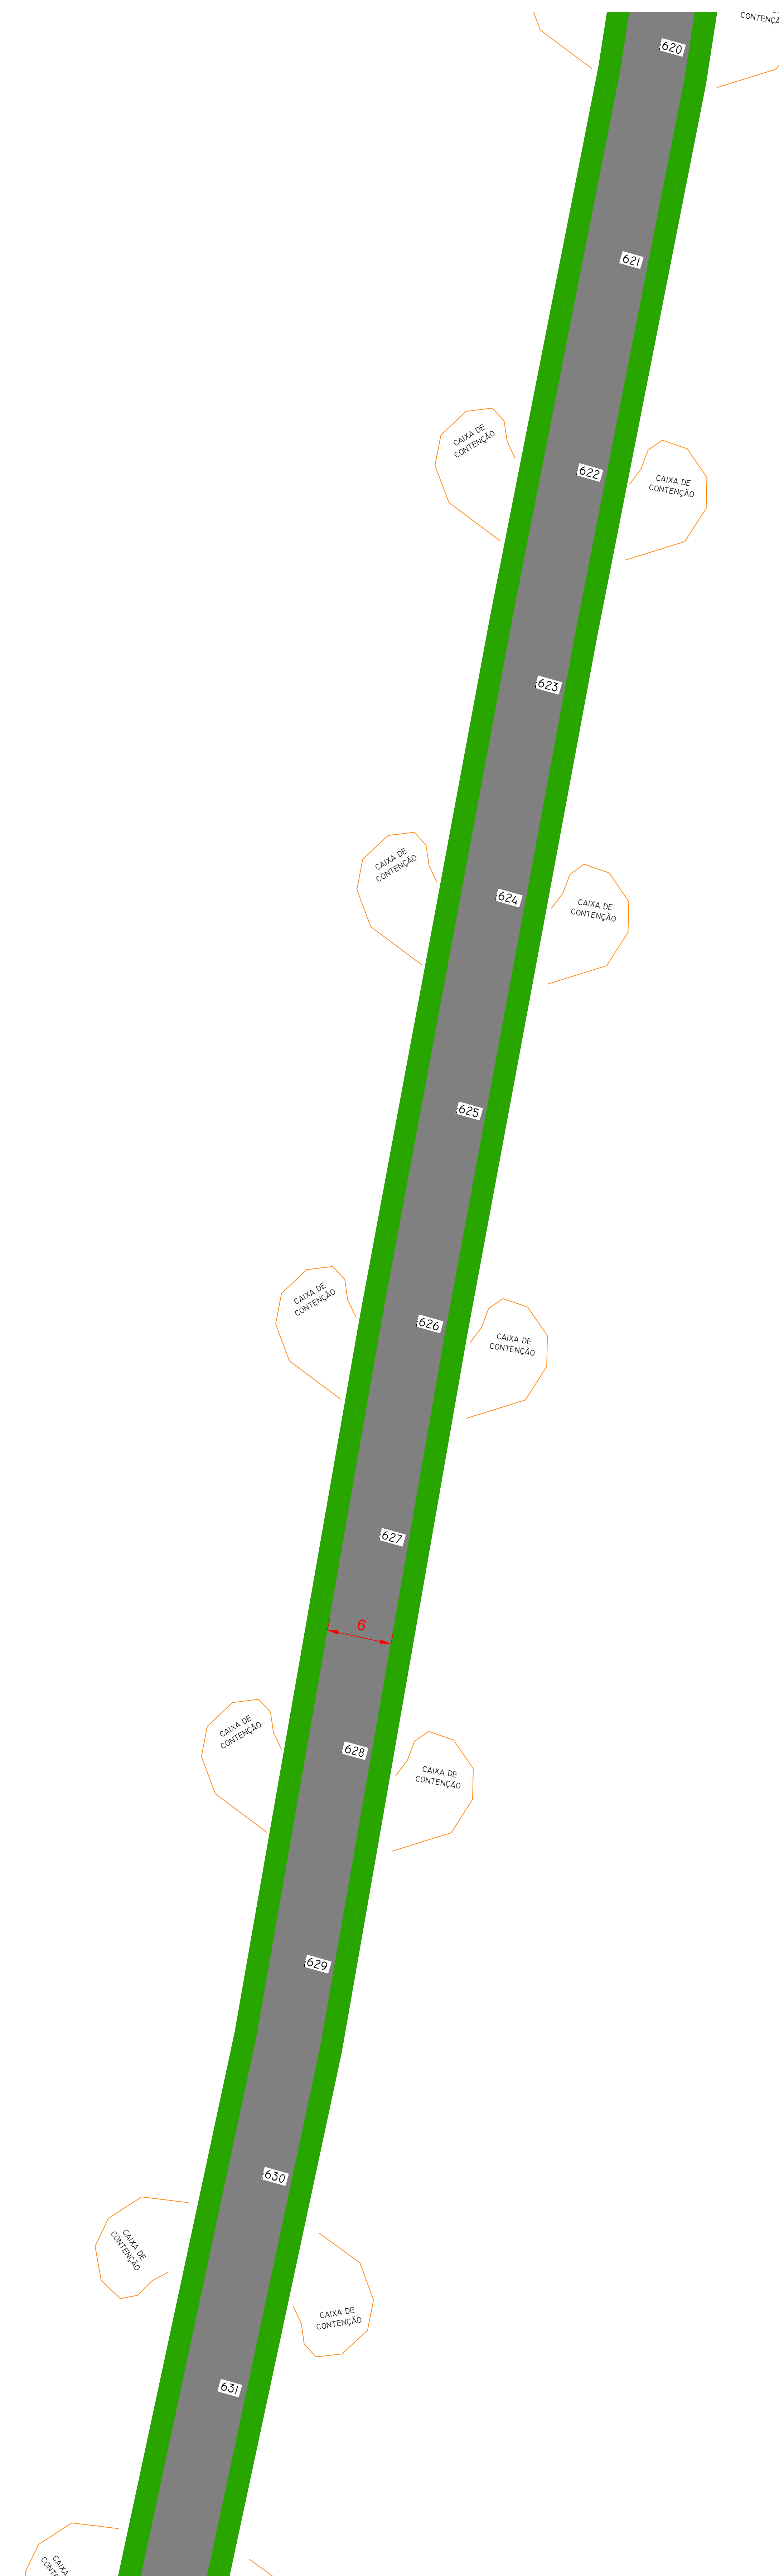 620
CONTENÇÃ
621
CAIXA DE
CONTENÇÃO
622
CAIXA DE
CONTENÇÃO
623
CAIXA DE
CONTENÇÃO
624
CAIXA DE
CONTENÇÃO
625
CAIXA DE
CONTENÇÃO
626
CAIXA DE
CONTENÇÃO
627
6
CAIXA DE
CONTENÇÃO
628
CAIXA DE
CONTENÇÃO
629
630
CAIXA DE
CONTENÇÃO
CAIXA DE
CONTENÇÃO
631
CAIXA
CONTE